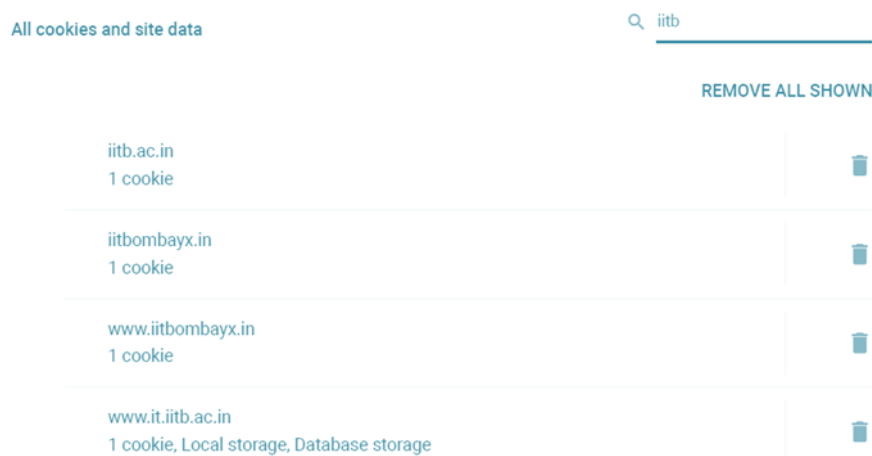 All cookies and site data
iitb
REMOVE ALL SHOWN
iitb.ac.in
1 cookie
iitbombayx.in
1 cookie
www.iitbombayx.in
1 cookie
www.it.iitb.ac.in
1 cookie, Local storage, Database storage